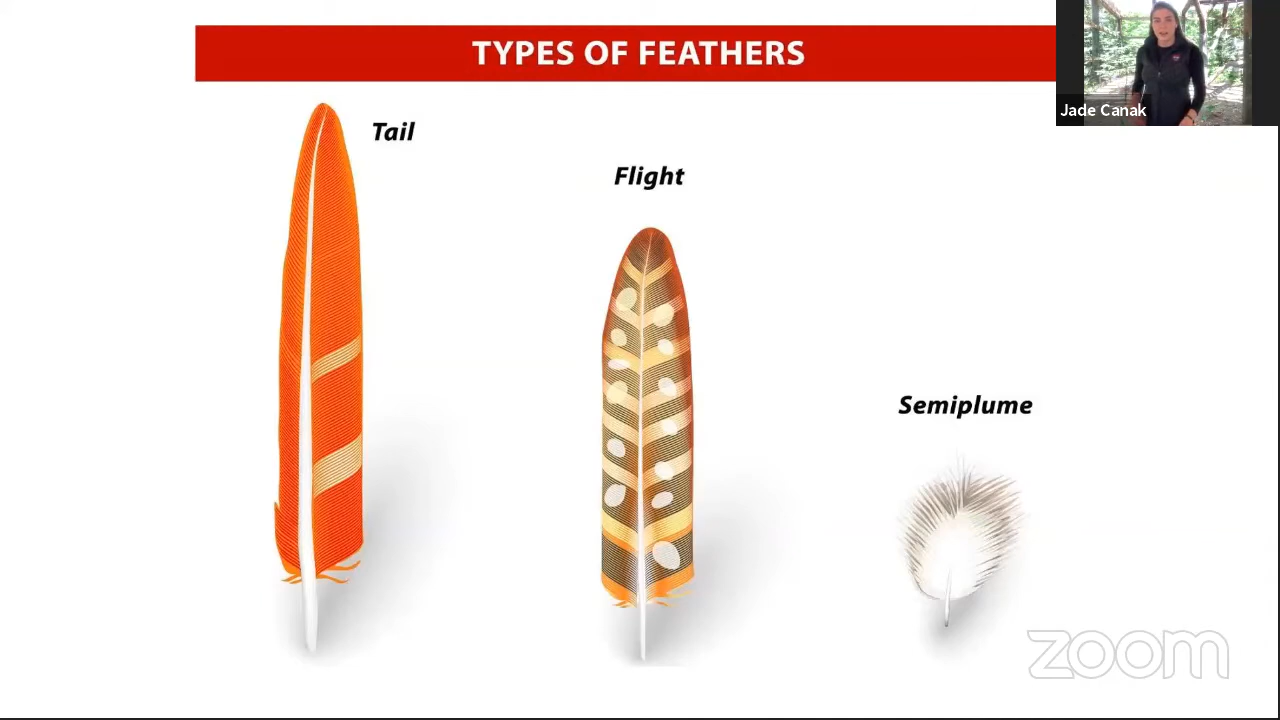 TYPES OF FEATHERS
Jade Canak
Tail
Flight
Semiplume
zoom